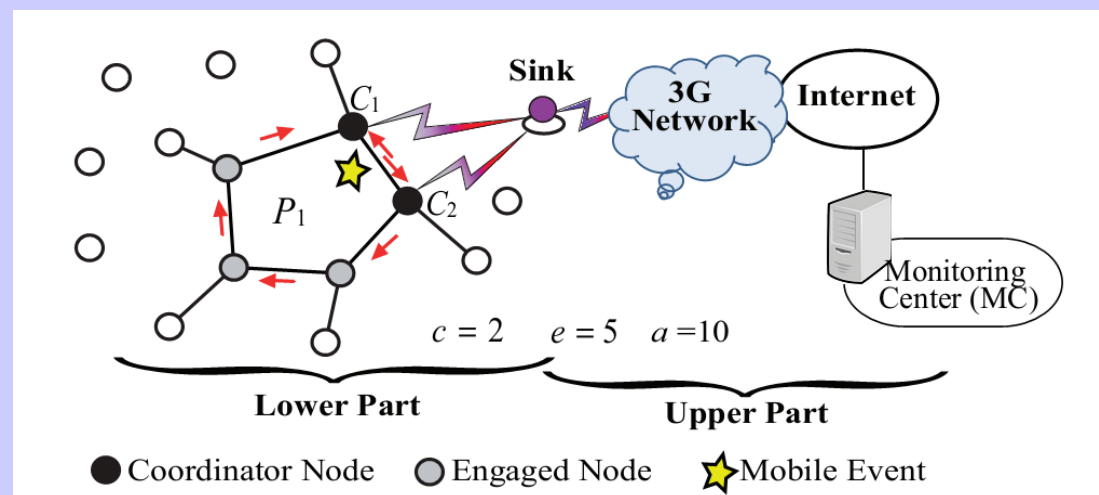 Sink
3G
Network
Internet
C1
C2
P1
Monitoring
Center (MC)
c = 2 e = 5 a =10
Lower Part
Upper Part
Coordinator Node Engaged Node Mobile Event